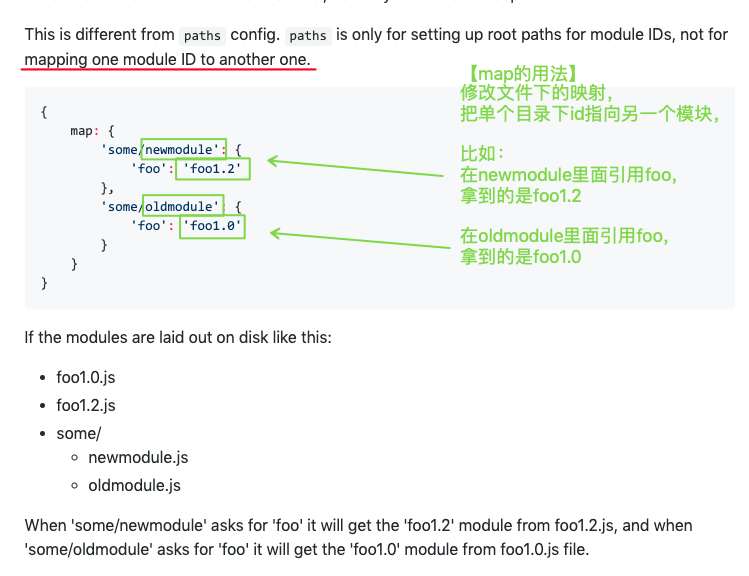 This is different from paths config. paths is only for setting up root paths for module IDs, not for
mapping one module ID to another one.
【map的用法】
修改文件下的映射，
把单个目录下id指向另一个模块，
比如：
在newmodule里面引用foo，
拿到的是foo1.2
在oldmodule里面引用foo，
拿到的是foo1.0
{
map: {
'some/newmodule': {
'foo': 'foo1.2'
},
'some/oldmodule': {
'foo': 'foo1.0'
}
}
}
If the modules are laid out on disk like this:
• foo1.0.js
• foo1.2.js
• some/
◦ newmodule.js
◦ oldmodule.js
When 'some/newmodule' asks for 'foo' it will get the 'foo1.2' module from foo1.2.js, and when
'some/oldmodule' asks for 'foo' it will get the 'foo1.0' module from foo1.0.js file.